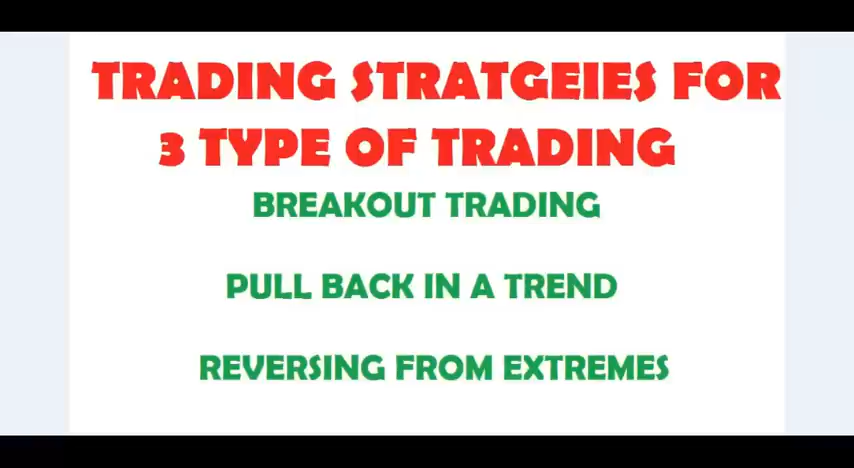 TRADING STRATGEIES FOR
3 TYPE OF TRADING
BREAKOUT TRADING
PULL BACK IN A TREND
REVERSING FROM EXTREMES